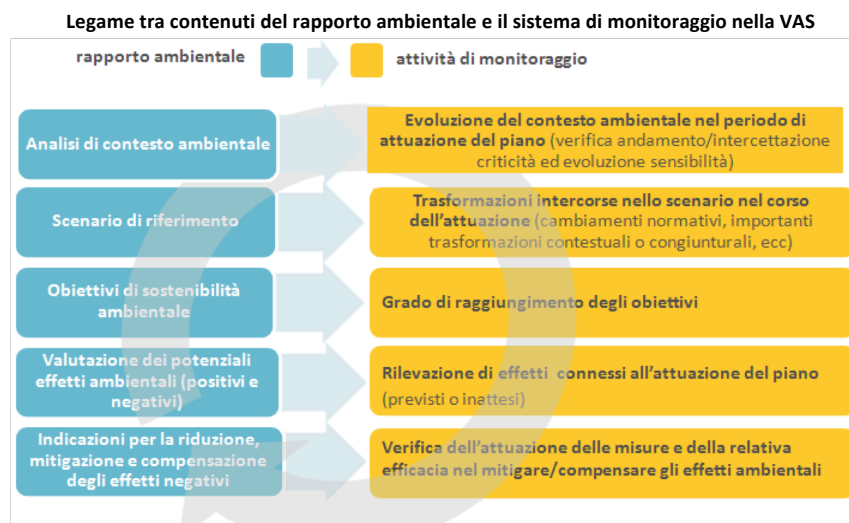 Legame tra contenuti del rapporto ambientale e il sistema di monitoraggio nella VAS
rapporto ambientale
attività di monitoraggio
Analisi di contesto ambientale
Evoluzione del contesto ambientale nel periodo di
attuazione del piano (verifica andamento/intercettazione
criticità ed evoluzione sensibilità)
Scenario di riferimento
Trasformazioni intercorse nello scenario nel corso
dell'attuazione (cambiamenti normativi, importanti
trasformazioni contestuali o congiunturali, ecc)
Obiettivi di sostenibilità
ambientale
Grado di raggiungimento degli obiettivi
Valutazione dei potenziali
effetti ambientali (positivi e
negativi)
Rilevazione di effetti connessi all'attuazione del piano
(previsti o inattesi)
Indicazioni per la riduzione,
mitigazione e compensazione
degli effetti negativi
Verifica dell'attuazione delle misure e della relativa
efficacia nel mitigare/compensare gli effetti ambientali